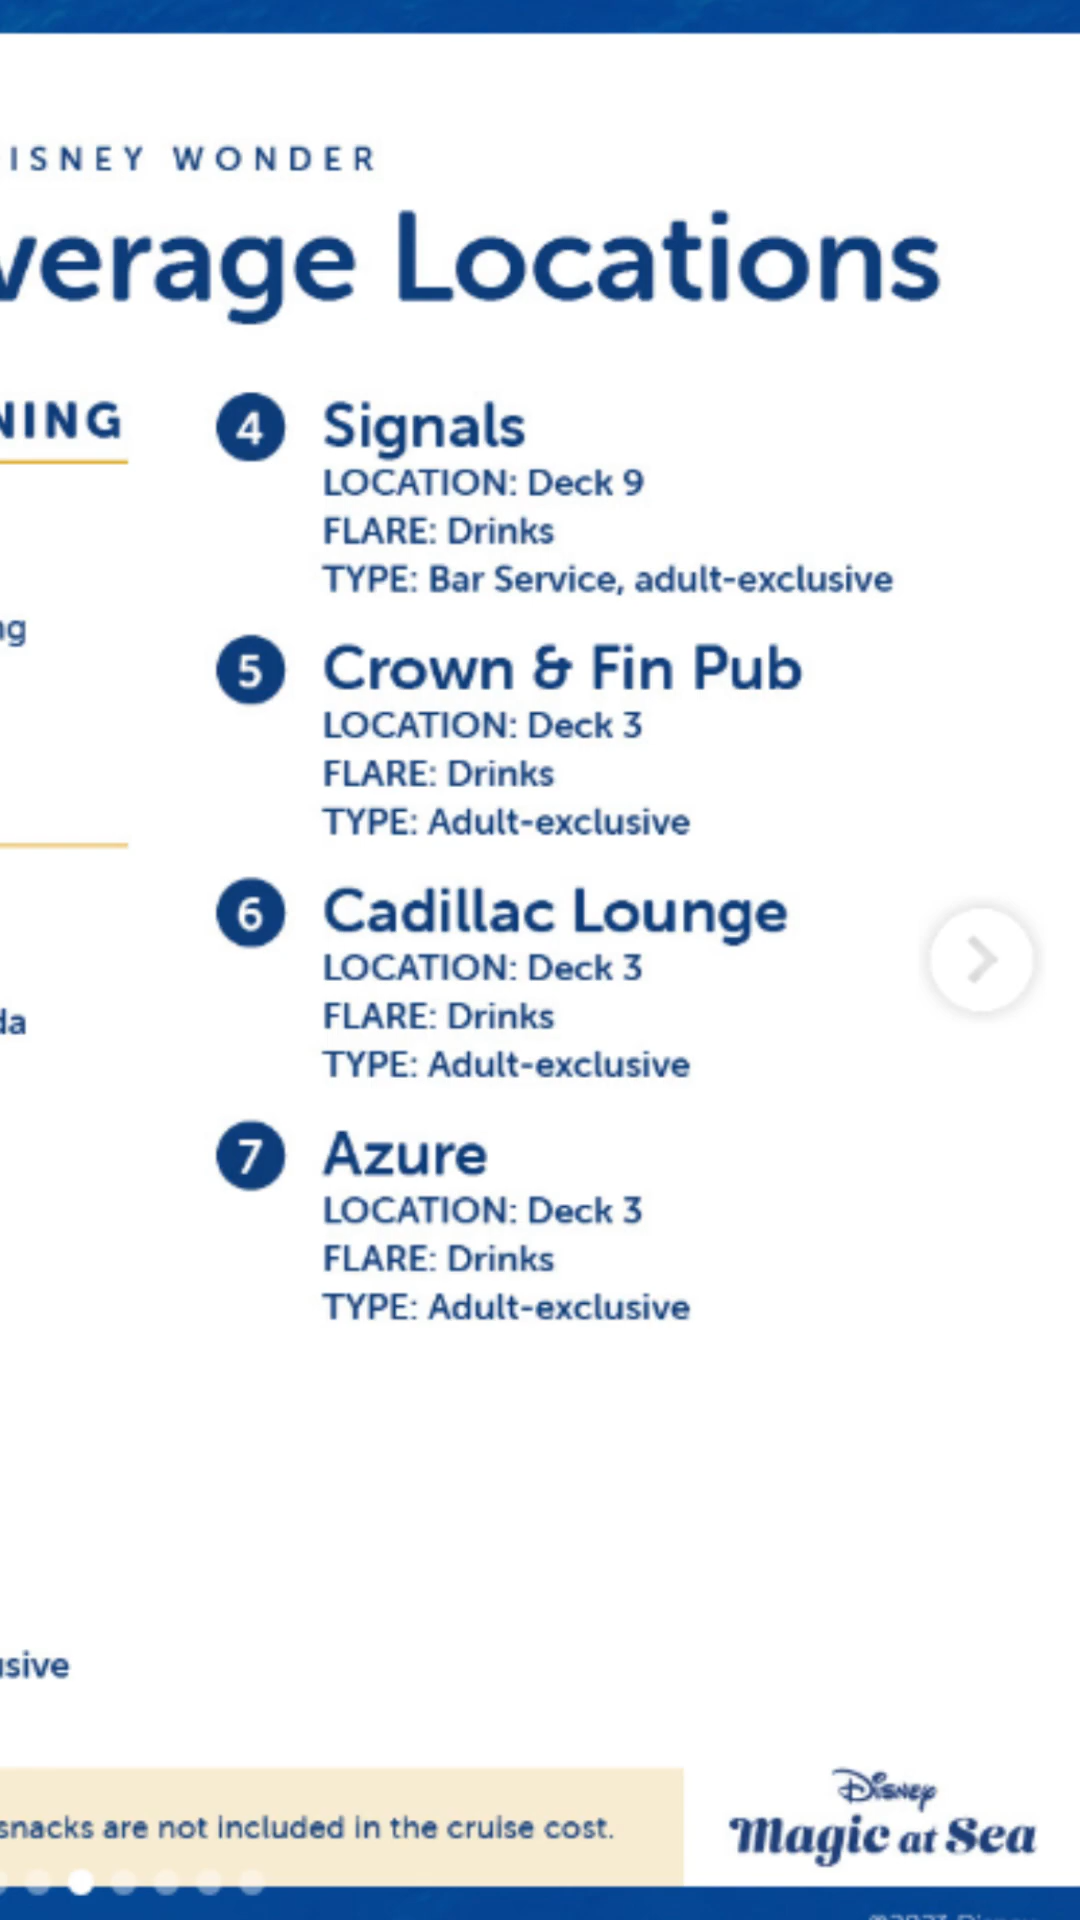 ISNEY WONDER
verage Locations
NING
ng
da
usive
4 Signals
LOCATION: Deck 9
FLARE: Drinks
TYPE: Bar Service, adult-exclusive
5 Crown & Fin Pub
LOCATION: Deck 3
FLARE: Drinks
TYPE: Adult-exclusive
6 Cadillac Lounge
LOCATION: Deck 3
FLARE: Drinks
TYPE: Adult-exclusive
7 Azure
LOCATION: Deck 3
FLARE: Drinks
TYPE: Adult-exclusive
snacks are not included in the cruise cost.
Disney
Magic at Sea